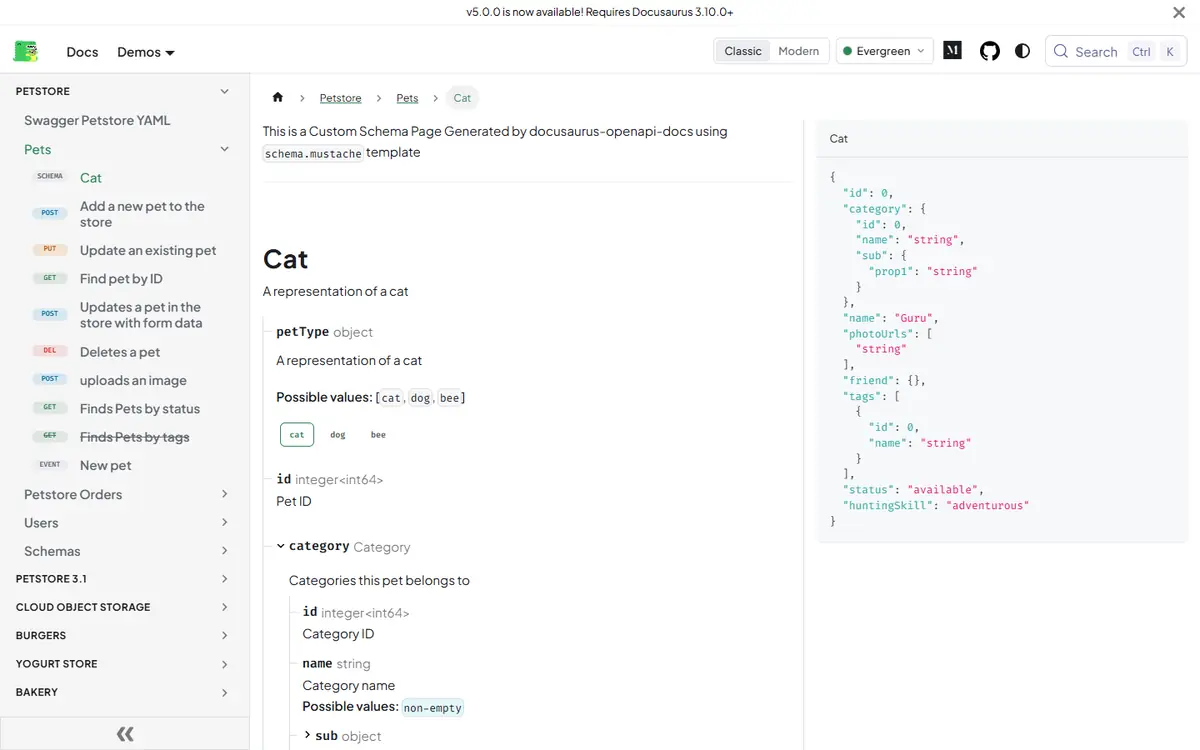 v5.0.0 is now available! Requires Docusaurus 3.10.0+
Docs
Demos
Classic
Modern
Evergreen
M
Search
Ctrl
K
PETSTORE
Swagger Petstore YAML
Pets
SCHEMA Cat
POST Add a new pet to the
store
PUT Update an existing pet
GET Find pet by ID
POST Updates a pet in the
store with form data
DEL Deletes a pet
POST uploads an image
GET Finds Pets by status
GET Finds Pets by tags
EVENT New pet
Petstore Orders
Users
Schemas
PETSTORE 3.1
CLOUD OBJECT STORAGE
BURGERS
YOGURT STORE
BAKERY
Petstore
Pets
Cat
This is a Custom Schema Page Generated by docusaurus-openapi-docs using
schema.mustache template
Cat
A representation of a cat
petType object
A representation of a cat
Possible values: [cat, dog, bee]
cat dog bee
id integer<int64>
Pet ID
category Category
Categories this pet belongs to
id integer<int64>
Category ID
name string
Category name
Possible values: non-empty
sub object
Cat
{
"id": 0,
"category": {
"id": 0,
"name": "string",
"sub": {
"prop1": "string"
}
},
"name": "Guru",
"photoUrls": [
"string"
],
"friend": {},
"tags": [
{
"id": 0,
"name": "string"
}
],
"status": "available",
"huntingSkill": "adventurous"
}